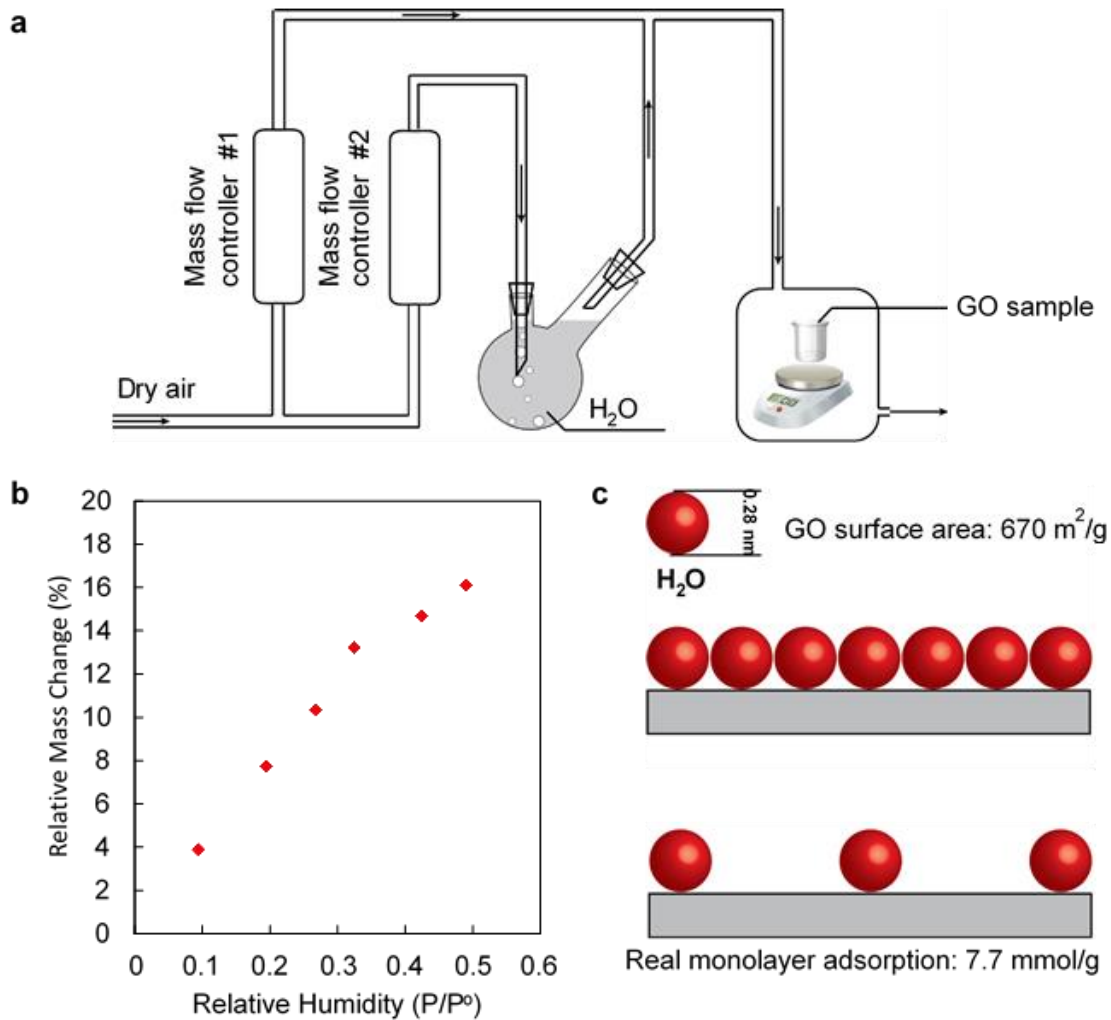 a
Mass flow
controller #1
Mass flow
controller #2
Dry air
H₂O
GO sample
b
20
18
16
14
12
10
8
6
4
2
0
Relative Mass Change (%)
0 0.1 0.2 0.3 0.4 0.5 0.6
Relative Humidity (P/Pº)
c
0.28 nm
H₂O
GO surface area: 670 m²/g
Real monolayer adsorption: 7.7 mmol/g